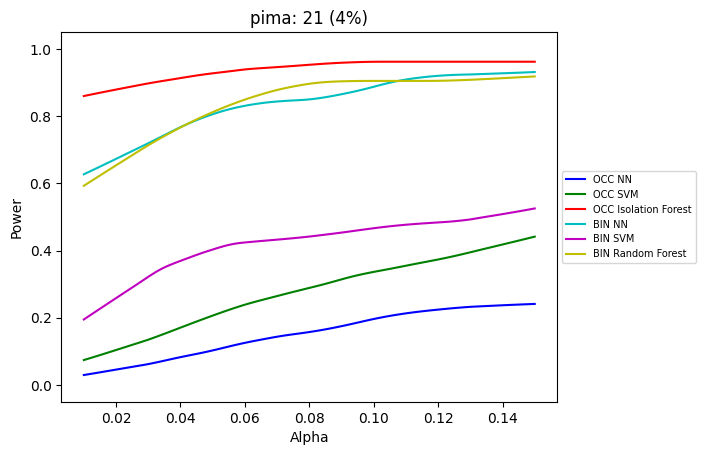 pima: 21 (4%)
1.0
0.8
0.6
0.4
0.2
0.0
Power
0.02 0.04 0.06 0.08 0.10 0.12 0.14
Alpha
OCC NN
OCC SVM
OCC Isolation Forest
BIN NN
BIN SVM
BIN Random Forest